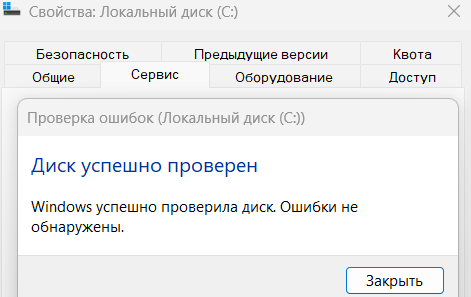 Свойства: Локальный диск (C:)
Безопасность Предыдущие версии Квота
Общие Сервис Оборудование Доступ
Проверка ошибок (Локальный диск (C:))
Диск успешно проверен
Windows успешно проверила диск. Ошибки не
обнаружены.
Закрыть